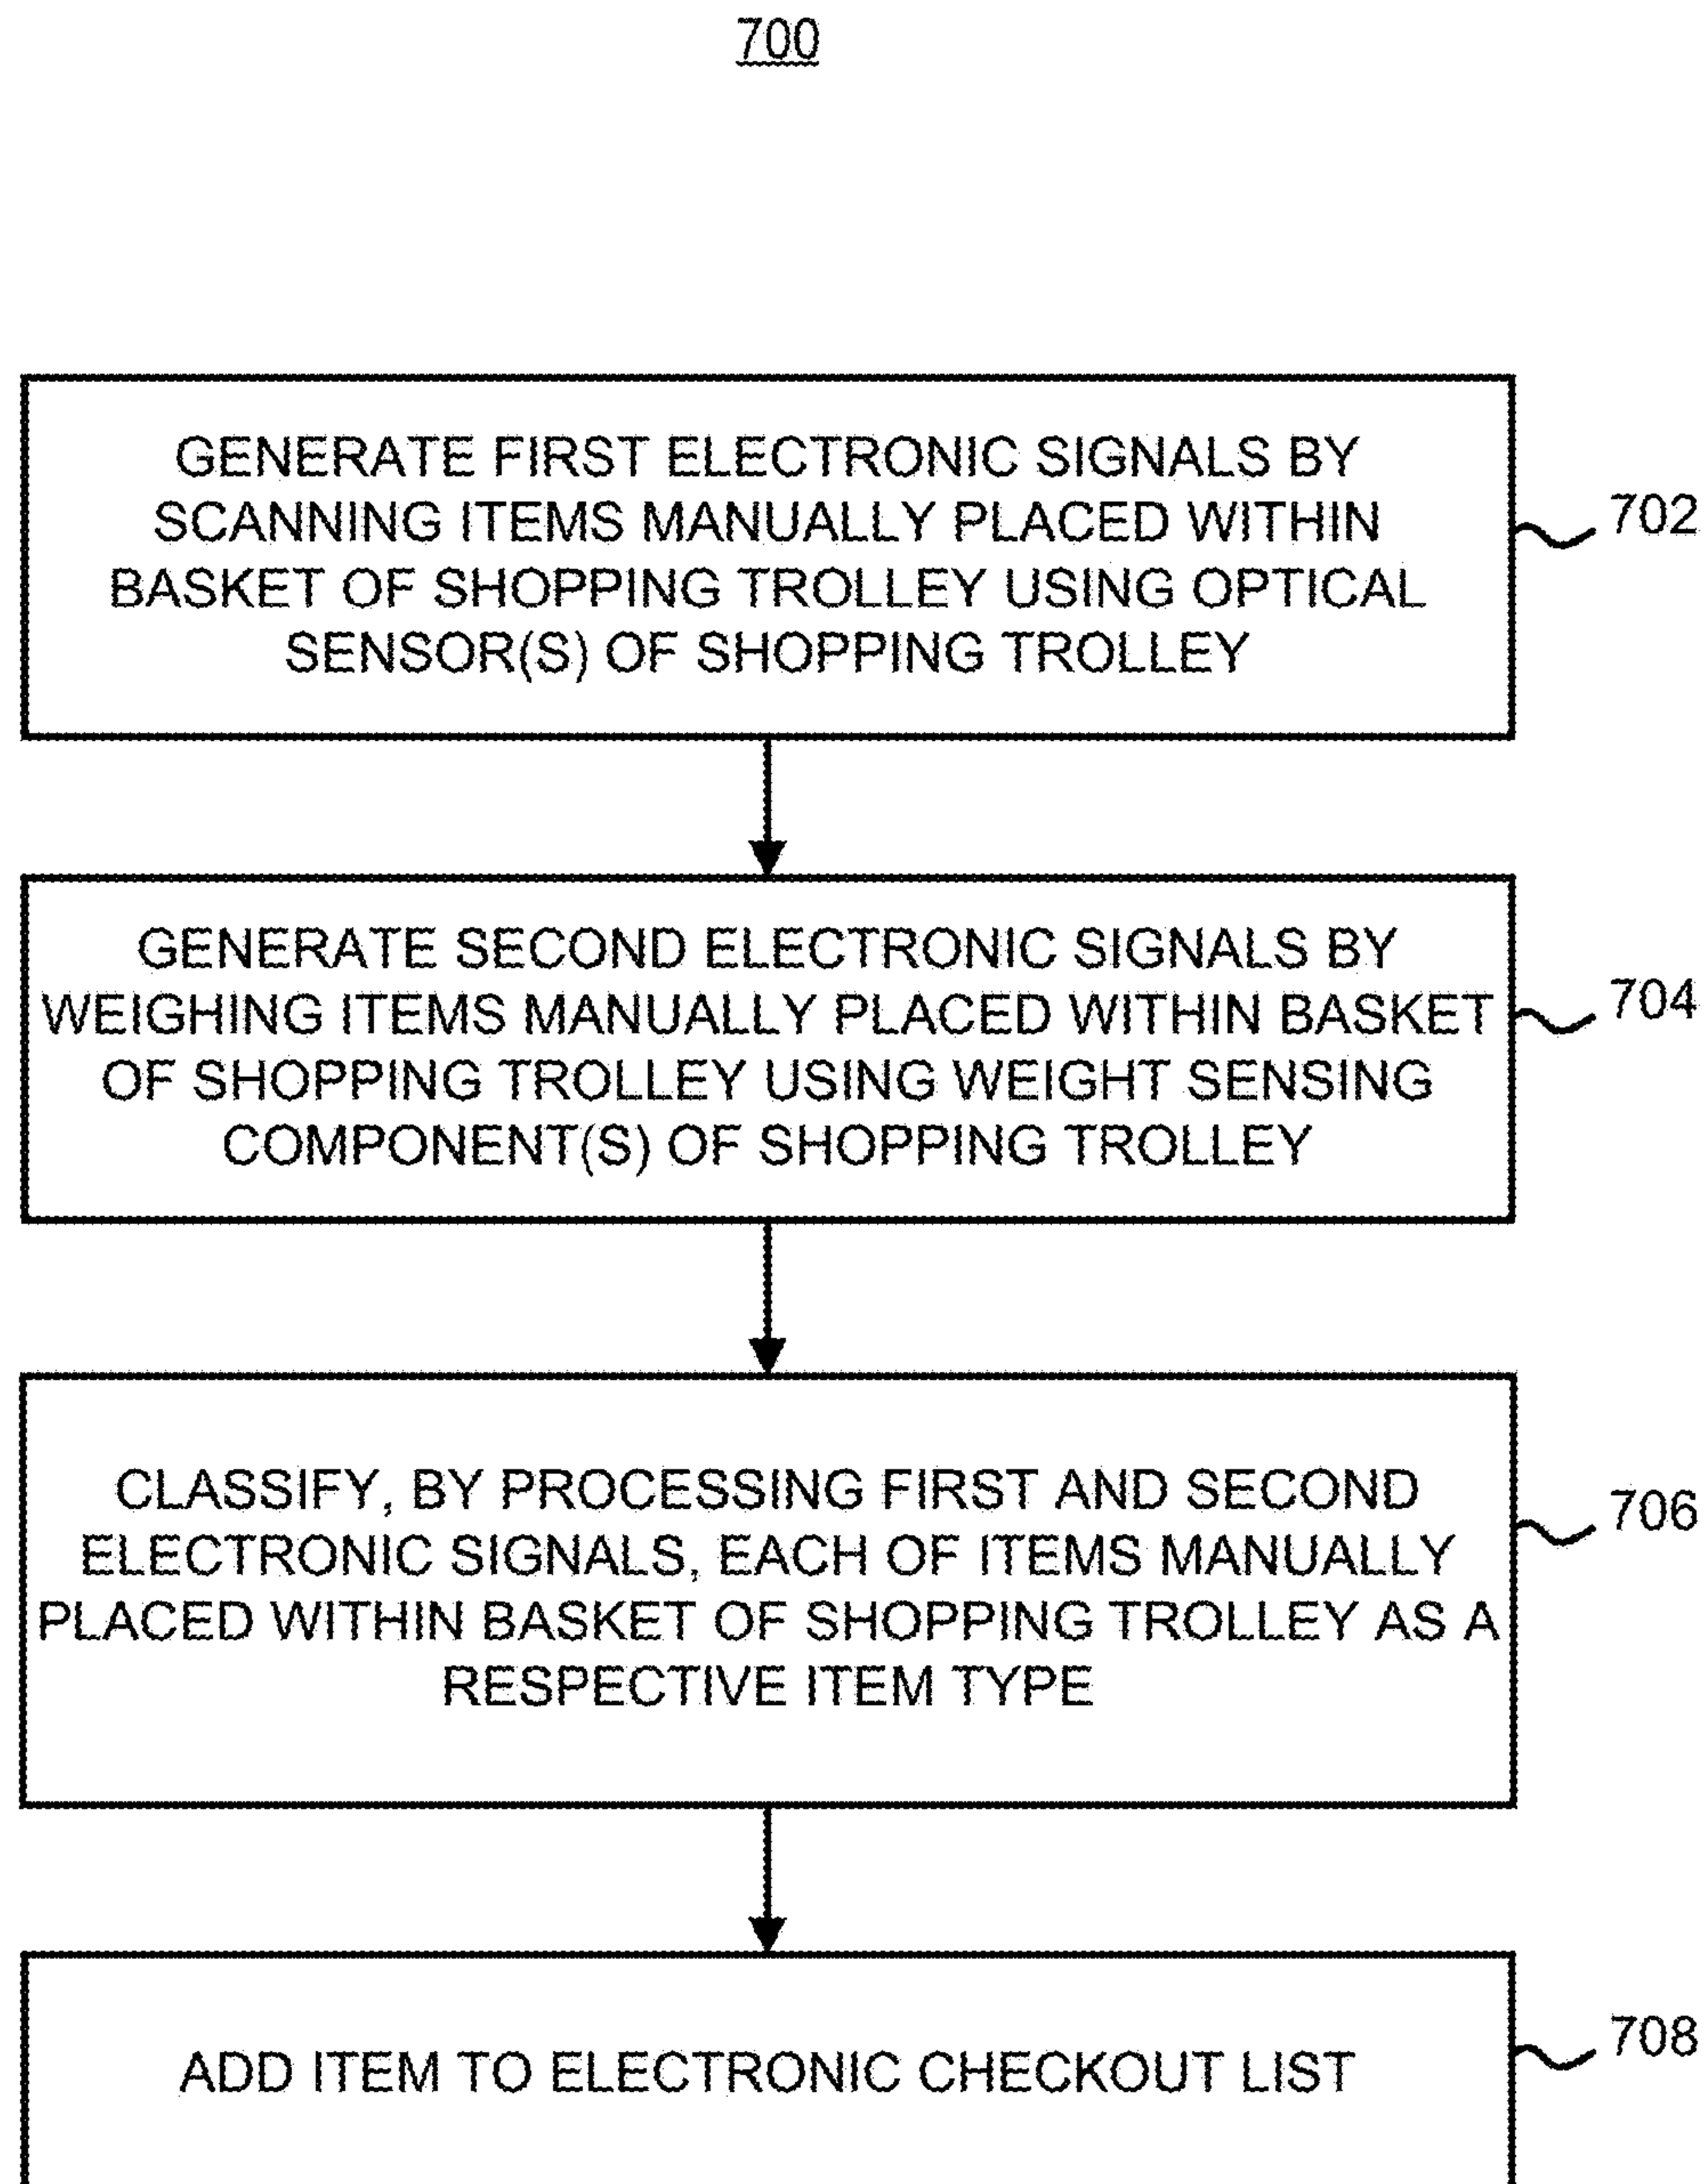 700
GENERATE FIRST ELECTRONIC SIGNALS BY
SCANNING ITEMS MANUALLY PLACED WITHIN
BASKET OF SHOPPING TROLLEY USING OPTICAL
SENSOR(S) OF SHOPPING TROLLEY
702
GENERATE SECOND ELECTRONIC SIGNALS BY
WEIGHING ITEMS MANUALLY PLACED WITHIN BASKET
OF SHOPPING TROLLEY USING WEIGHT SENSING
COMPONENT(S) OF SHOPPING TROLLEY
704
CLASSIFY, BY PROCESSING FIRST AND SECOND
ELECTRONIC SIGNALS, EACH OF ITEMS MANUALLY
PLACED WITHIN BASKET OF SHOPPING TROLLEY AS A
RESPECTIVE ITEM TYPE
706
ADD ITEM TO ELECTRONIC CHECKOUT LIST
708